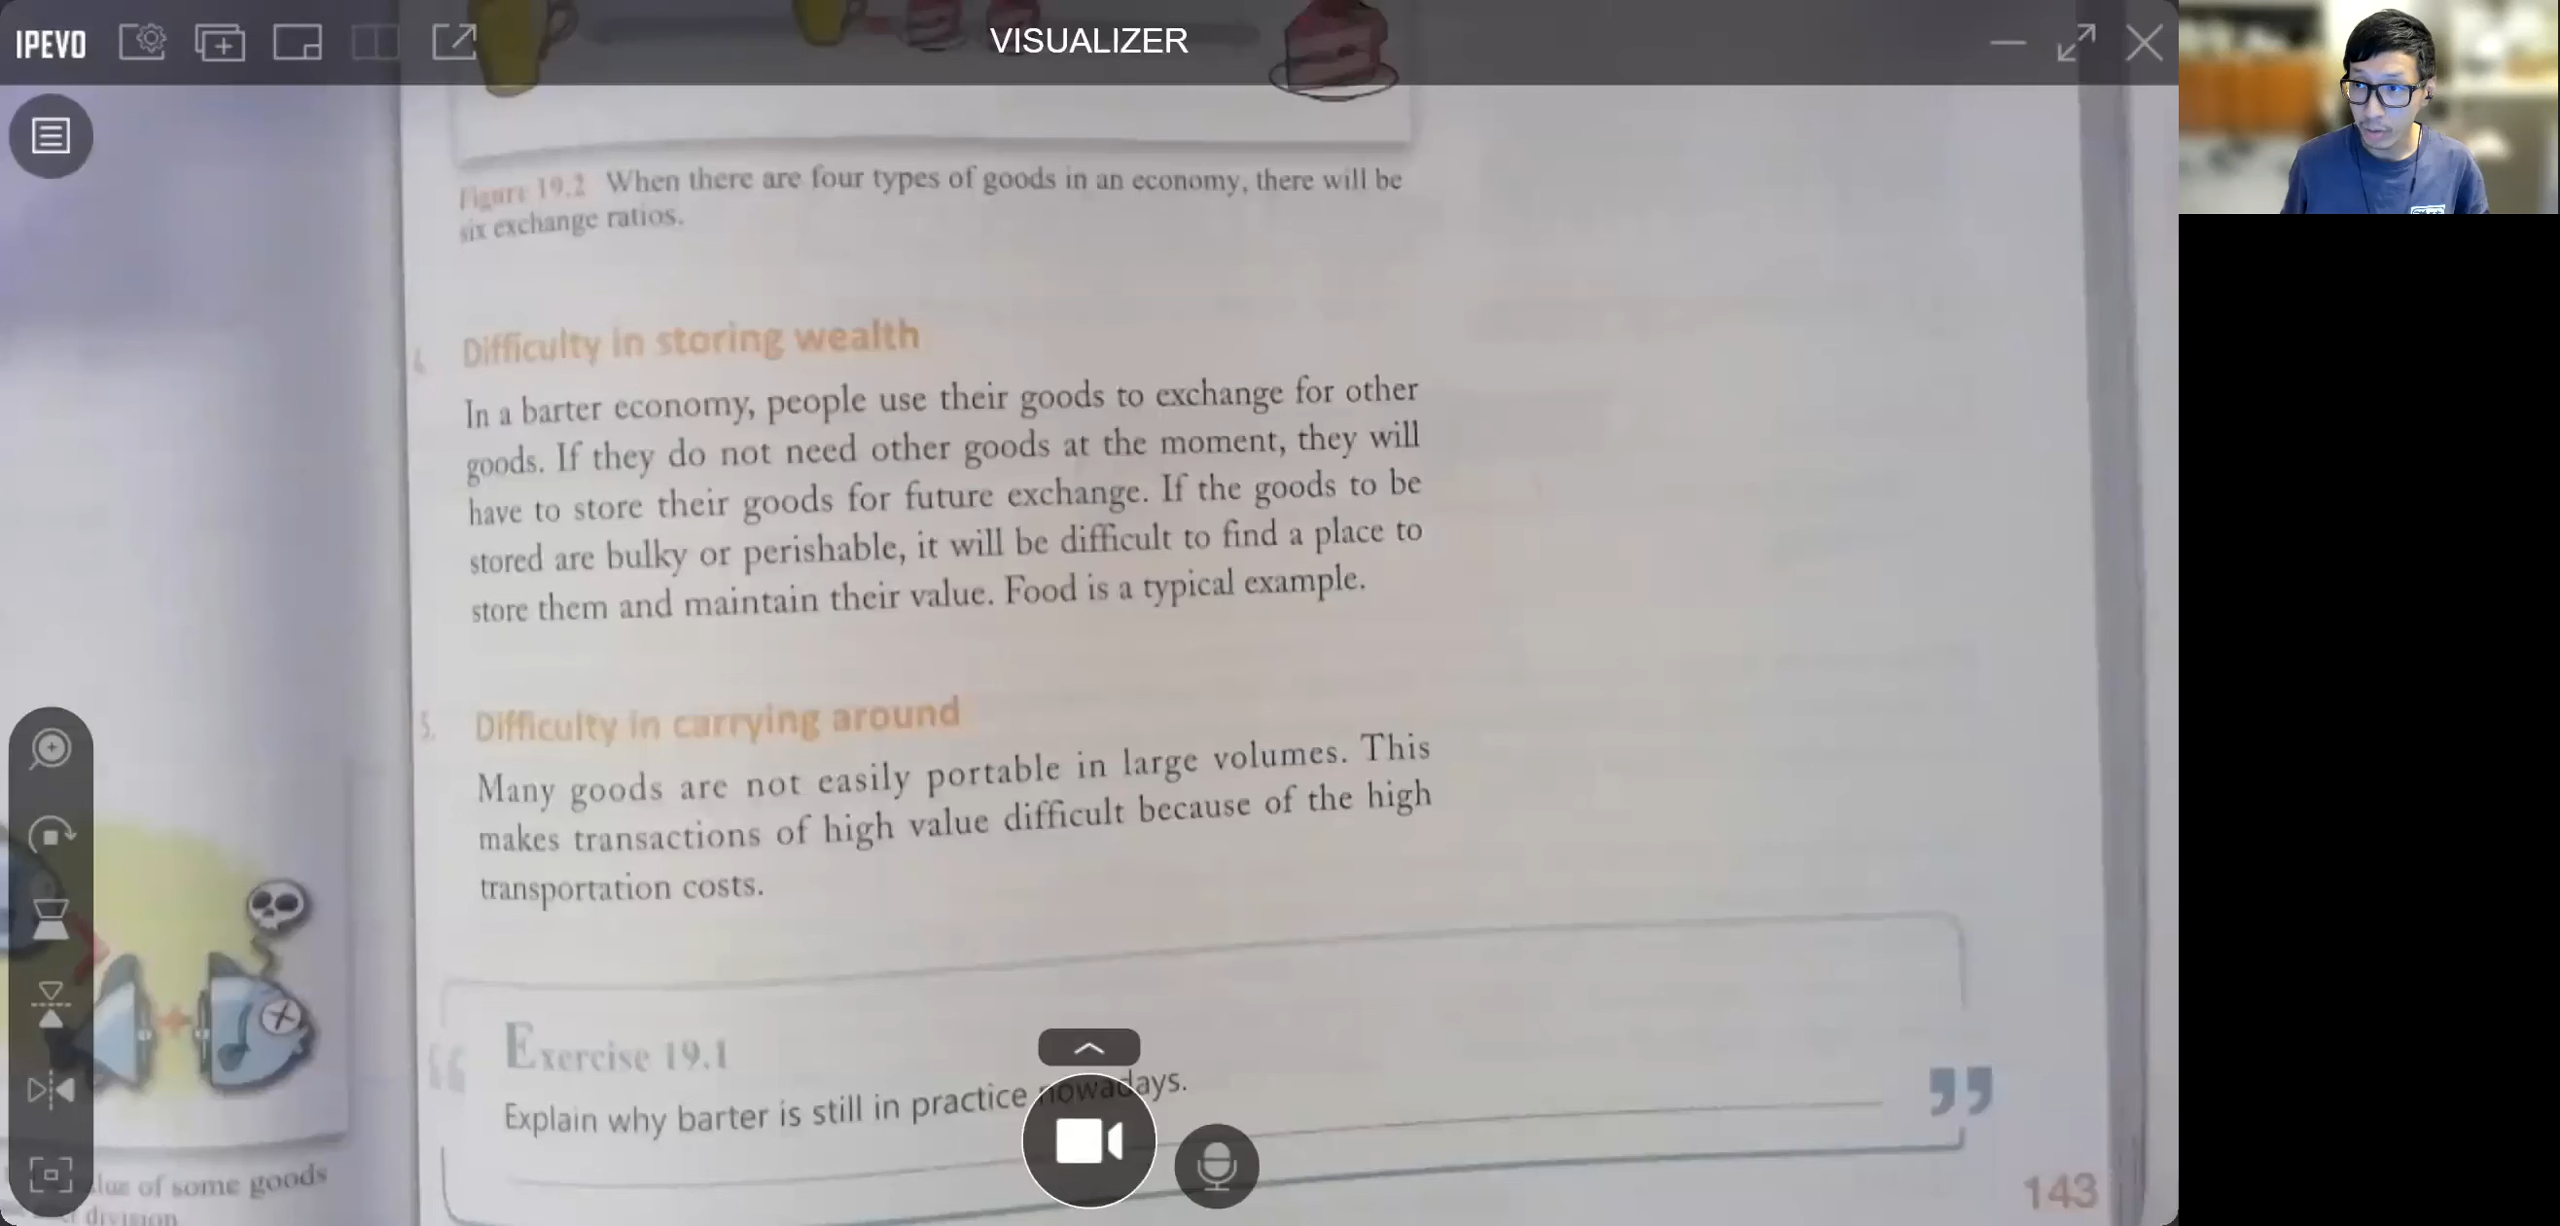 IPEVO
VISUALIZER
Figure 19.2 When there are four types of goods in an economy, there will be
six exchange ratios.
4. Difficulty in storing wealth
In a barter economy, people use their goods to exchange for other
goods. If they do not need other goods at the moment, they will
have to store their goods for future exchange. If the goods to be
stored are bulky or perishable, it will be difficult to find a place to
store them and maintain their value. Food is a typical example.
5. Difficulty in carrying around
Many goods are not easily portable in large volumes. This
makes transactions of high value difficult because of the high
transportation costs.
Exercise 19.1
Explain why barter is still in practice nowadays.
of some goods
division
143